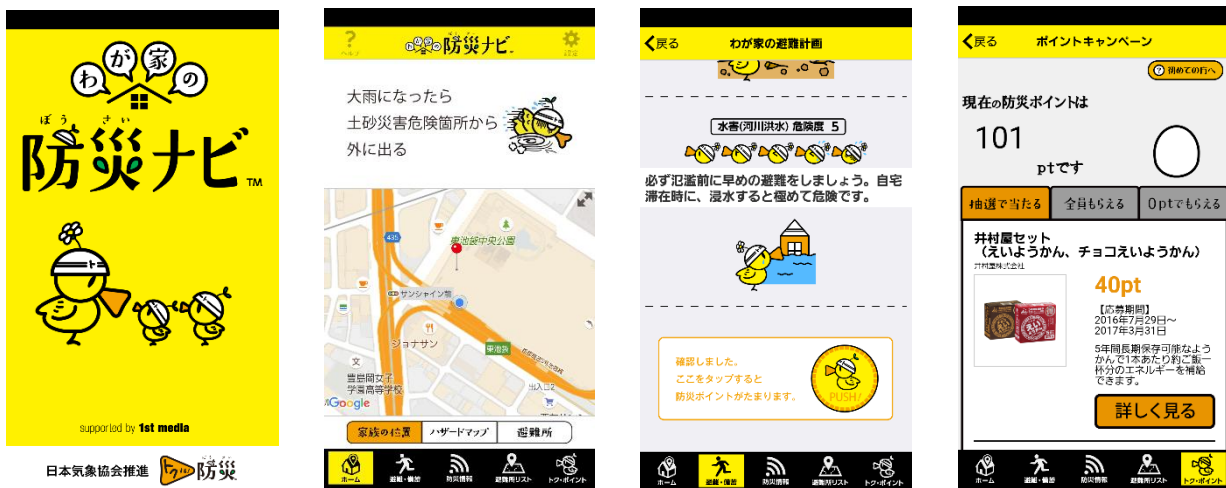 わが家の
ぼうさい
防災ナビ
TM
supported by 1st media
日本気象協会推進
トクする
防災
?
ヘルプ
わが家の防災ナビ
設定
大雨になったら
土砂災害危険箇所から
外に出る
435
東池袋中央公園
サンシャイン前
ジョナサン
東池袋
文
豊島岡女子
学園高等学校
出入口2
Google
家族の位置
ハザードマップ
避難所
ホーム
避難・備蓄
防災情報
避難所リスト
トク・ポイント
戻る
わが家の避難計画
水害(河川洪水) 危険度 5
必ず氾濫前に早めの避難をしましょう。自宅
滞在時に、浸水すると極めて危険です。
確認しました。
ここをタップすると
防災ポイントがたまります。
PUSH!
ホーム
避難・備蓄
防災情報
避難所リスト
トク・ポイント
戻る
ポイントキャンペーン
? 初めての方へ
現在の防災ポイントは
101
ptです
抽選で当たる
全員もらえる
0ptでもらえる
井村屋セット
(えいようかん、チョコえいようかん)
井村屋株式会社
40pt
【応募期間】
2016年7月29日〜
2017年3月31日
5年間長期保存可能なよう
かんで1本あたり約ご飯一
杯分のエネルギーを補給
できます。
詳しく見る
ホーム
避難・備蓄
防災情報
避難所リスト
トク・ポイント